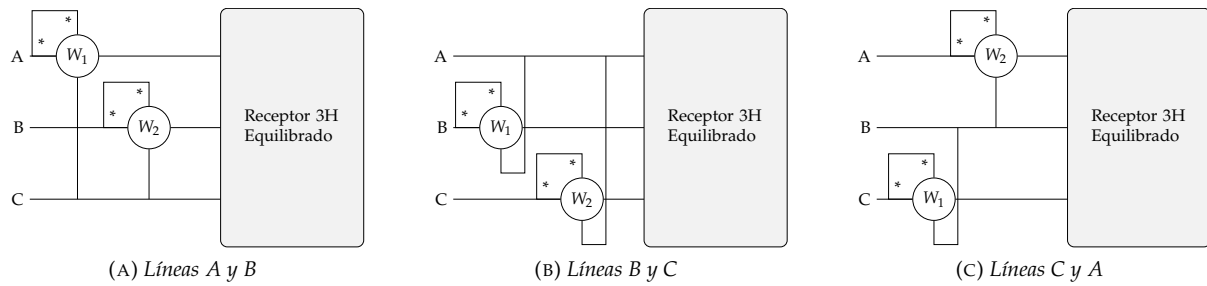 *
*
A
W₁
*
*
B
W₂
C
Receptor 3H
Equilibrado
(A) Líneas A y B
A
*
*
B
W₁
*
*
C
W₂
Receptor 3H
Equilibrado
(B) Líneas B y C
*
*
A
W₂
B
*
*
C
W₁
Receptor 3H
Equilibrado
(C) Líneas C y A